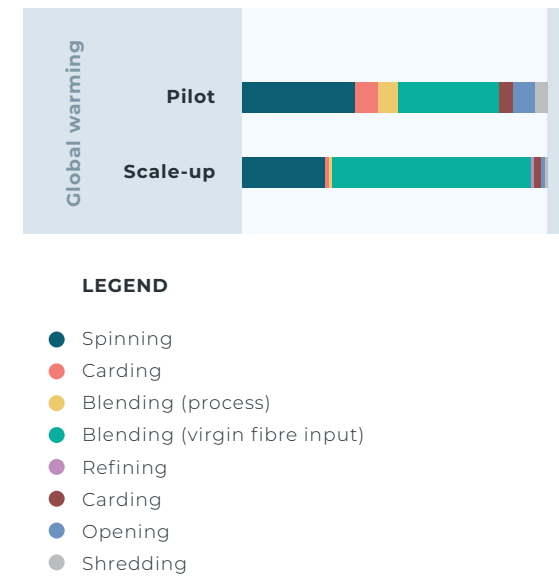 Global warming
Pilot
Scale-up
LEGEND
Spinning
Carding
Blending (process)
Blending (virgin fibre input)
Refining
Carding
Opening
Shredding